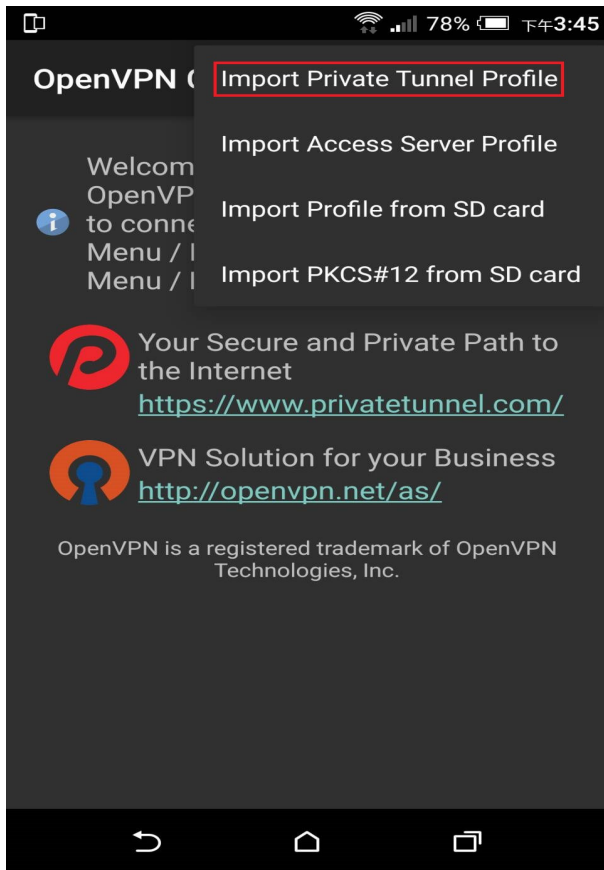 78% 下午3:45
OpenVPN
Import Private Tunnel Profile
Import Access Server Profile
Import Profile from SD card
Import PKCS#12 from SD card
Welcom
OpenVP
to conne
Menu / I
Menu / I
Your Secure and Private Path to
the Internet
https://www.privatetunnel.com/
VPN Solution for your Business
http://openvpn.net/as/
OpenVPN is a registered trademark of OpenVPN
Technologies, Inc.